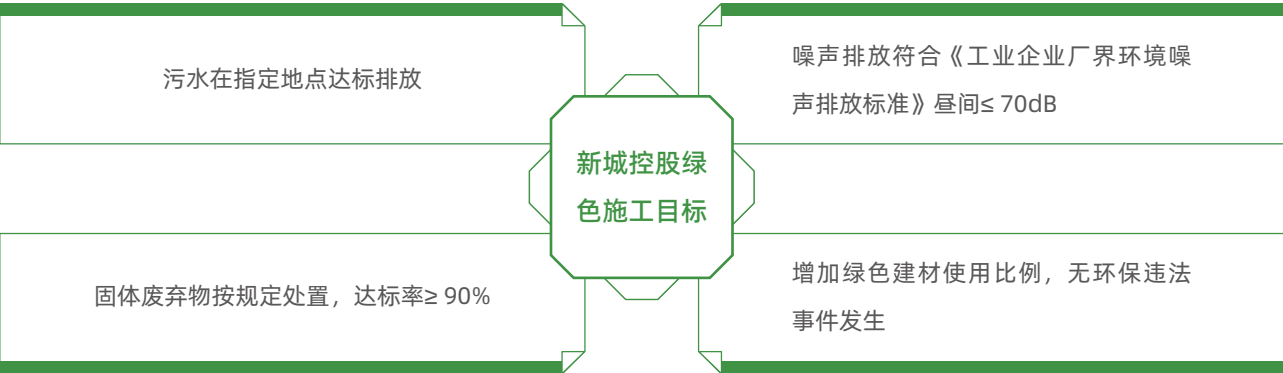 污水在指定地点达标排放
噪声排放符合《工业企业厂界环境噪
声排放标准》昼间≤ 70dB
新城控股绿
色施工目标
固体废弃物按规定处置，达标率≥ 90%
增加绿色建材使用比例，无环保违法
事件发生